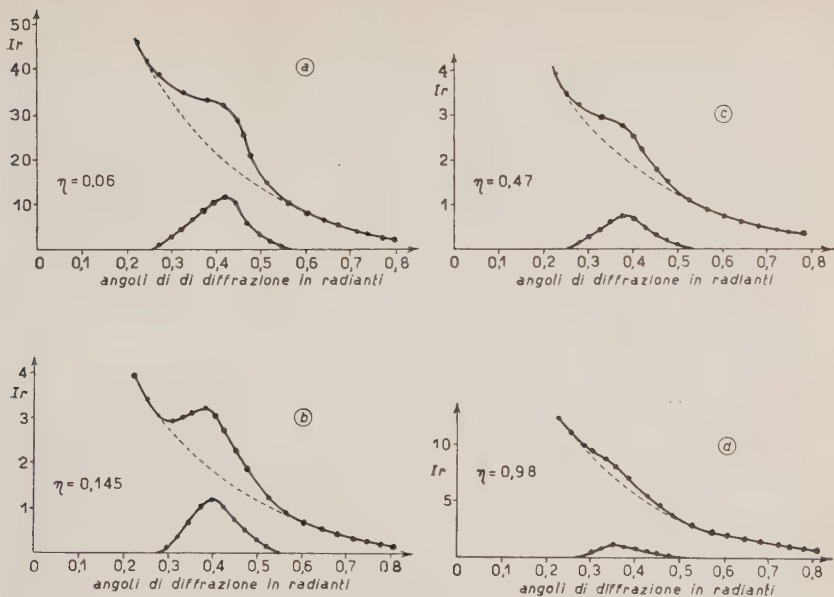 50
Ir
40
30
20
10
ⓐ
η=0,06
0 0,1 0,2 0,3 0,4 0,5 0,6 0,7 0,8
angoli di di diffrazione in radianti
4
Ir
3
2
1
ⓒ
η=0,47
0 0,1 0,2 0,3 0,4 0,5 0,6 0,7 0,8
angoli di diffrazione in radianti
4
Ir
3
2
1
ⓑ
η=0,145
0 0,1 0,2 0,3 0,4 0,5 0,6 0,7 0,8
angoli di diffrazione in radianti
10
Ir
5
ⓓ
η=0,98
0 0,1 0,2 0,3 0,4 0,5 0,6 0,7 0,8
angoli di diffrazione in radianti